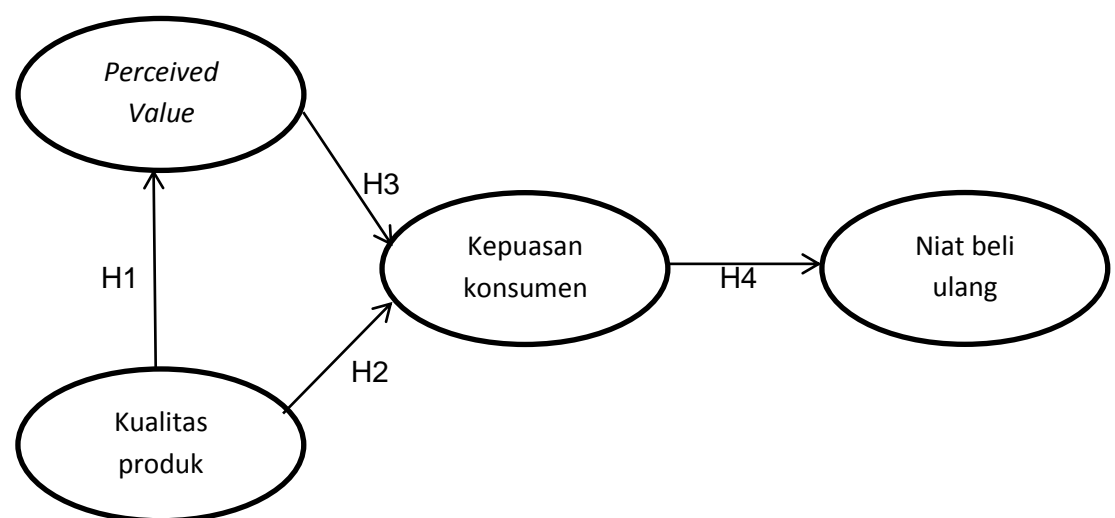 Perceived
Value
H3
Kepuasan
konsumen
Niat beli
ulang
H1
H4
H2
Kualitas
produk